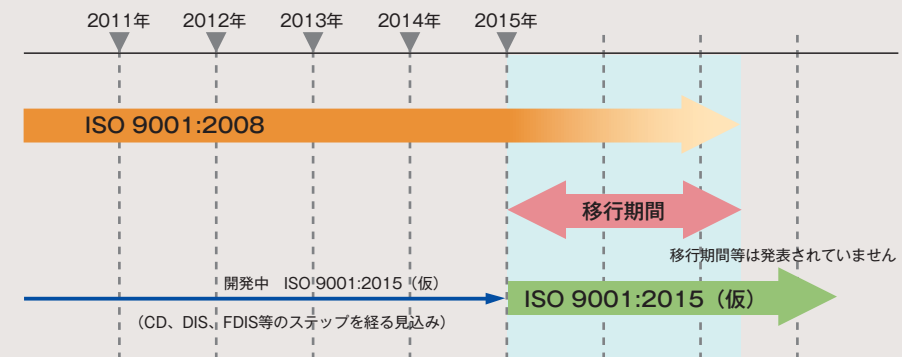 2011年 2012年 2013年 2014年 2015年
ISO 9001:2008
移行期間
移行期間等は発表されていません
開発中　ISO 9001:2015（仮）
ISO 9001:2015（仮）
（CD、DIS、FDIS等のステップを経る見込み）